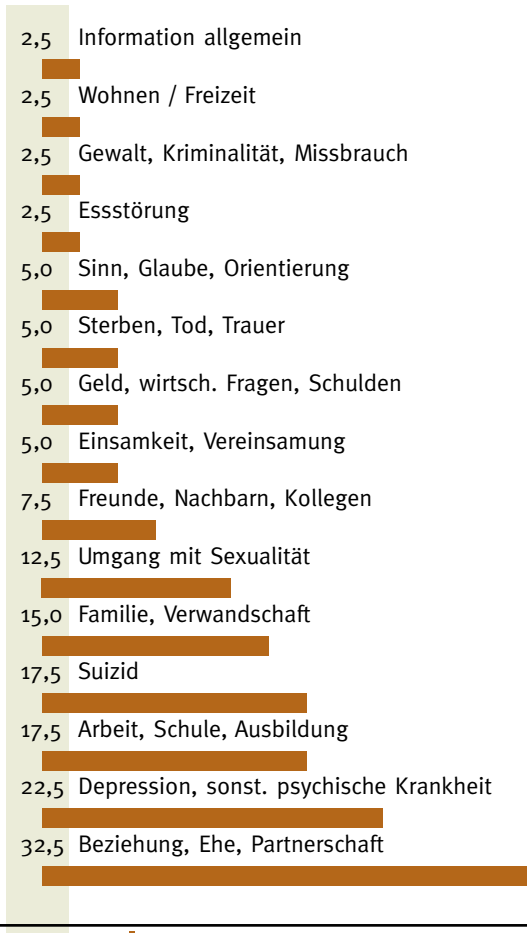 2,5 Information allgemein
2,5 Wohnen / Freizeit
2,5 Gewalt, Kriminalität, Missbrauch
2,5 Essstörung
5,0 Sinn, Glaube, Orientierung
5,0 Sterben, Tod, Trauer
5,0 Geld, wirtsch. Fragen, Schulden
5,0 Einsamkeit, Vereinsamung
7,5 Freunde, Nachbarn, Kollegen
12,5 Umgang mit Sexualität
15,0 Familie, Verwandschaft
17,5 Suizid
17,5 Arbeit, Schule, Ausbildung
22,5 Depression, sonst. psychische Krankheit
32,5 Beziehung, Ehe, Partnerschaft